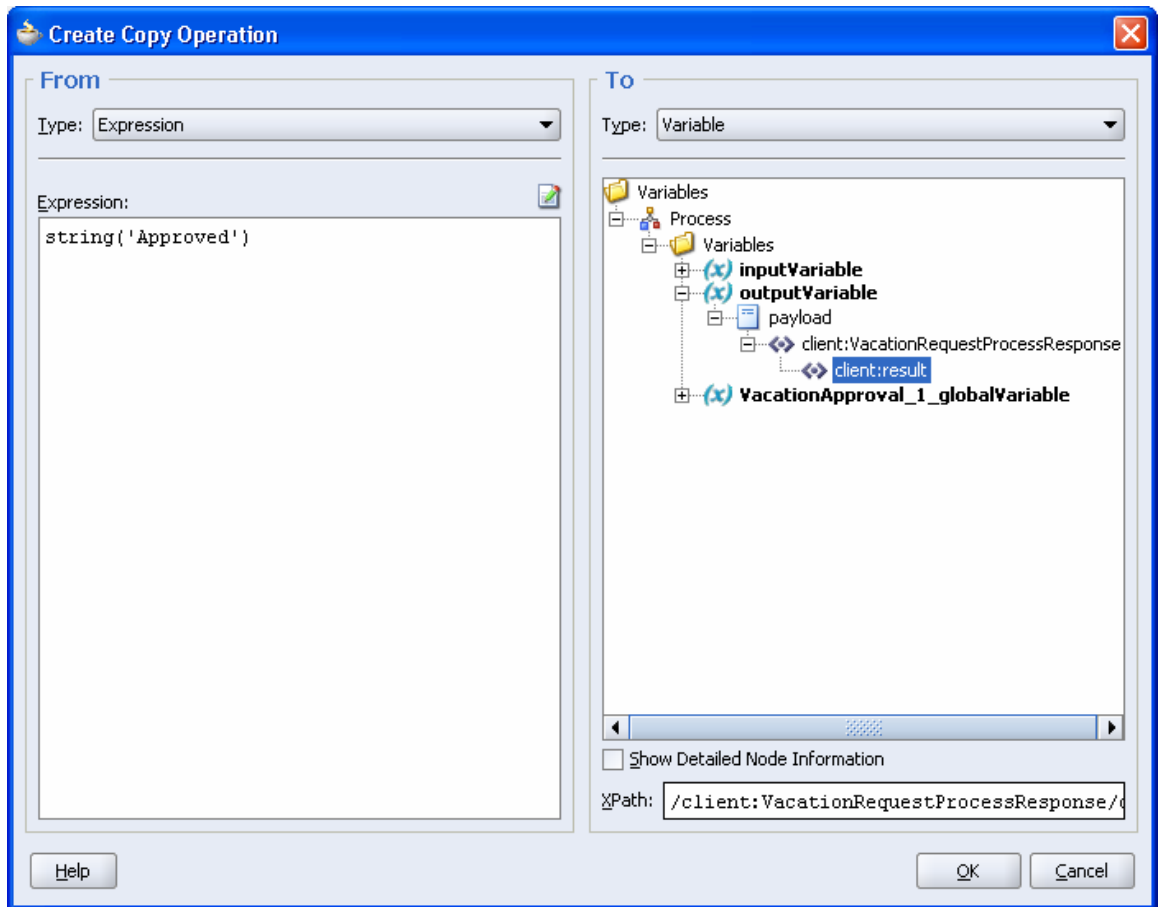 Create Copy Operation
From
Type: Expression
Expression:
string('Approved')
To
Type: Variable
Variables
Process
Variables
(x) inputVariable
(x) outputVariable
payload
client:VacationRequestProcessResponse
client:result
(x) VacationApproval_1_globalVariable
Show Detailed Node Information
XPath: /client:VacationRequestProcessResponse/
Help
OK
Cancel